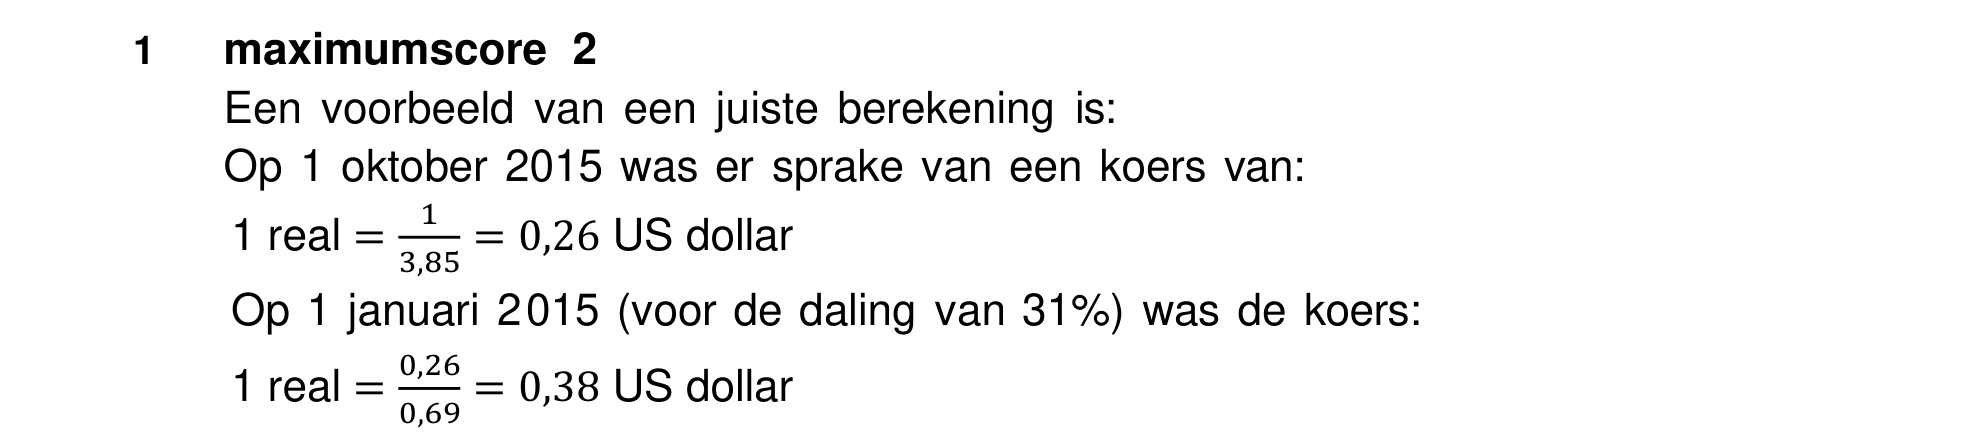 1 maximumscore 2
Een voorbeeld van een juiste berekening is:
Op 1 oktober 2015 was er sprake van een koers van:
1 real = 1/3,85 = 0,26 US dollar
Op 1 januari 2015 (voor de daling van 31%) was de koers:
1 real = 0,26/0,69 = 0,38 US dollar